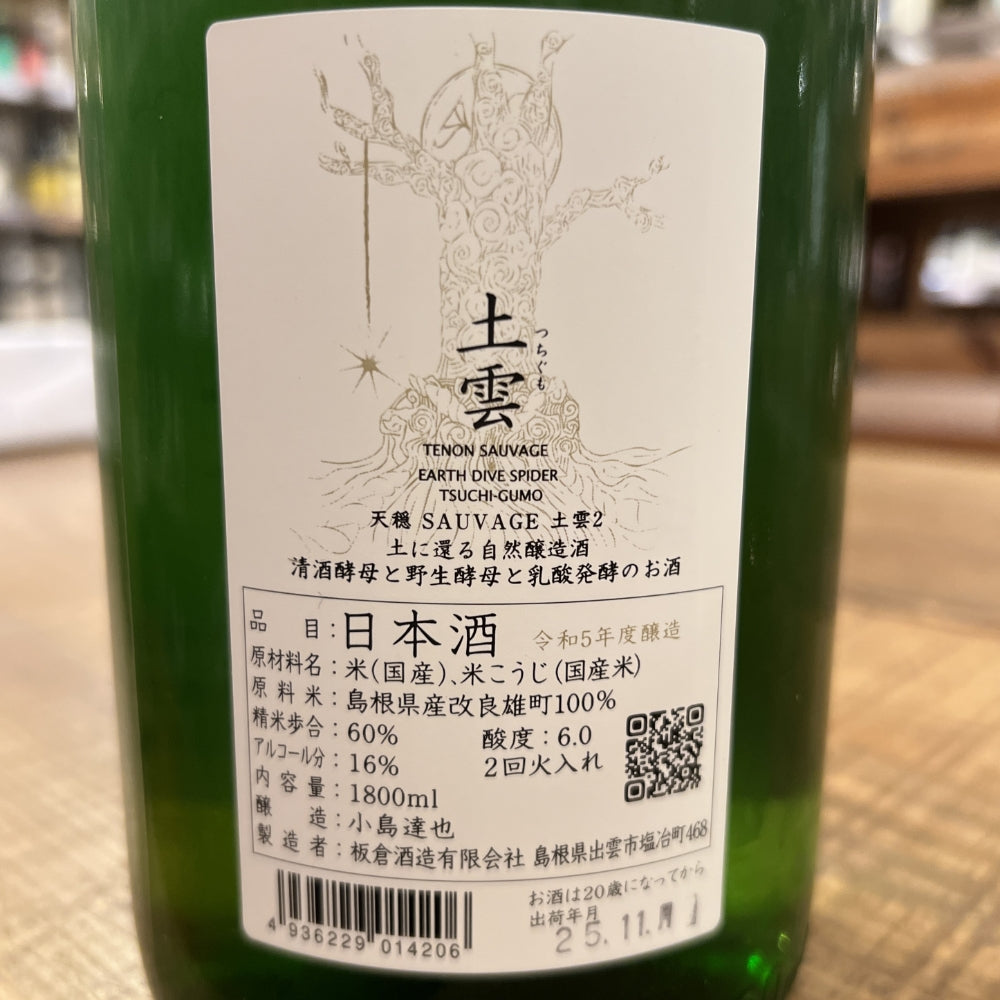 土雲
つちぐも
TENON SAUVAGE
EARTH DIVE SPIDER
TSUCHI-GUMO
天穏 SAUVAGE 土雲2
土に還る自然醸造酒
清酒酵母と野生酵母と乳酸発酵のお酒
品目：日本酒 令和5年度醸造
原材料名：米(国産)、米こうじ(国産米)
原料米：島根県産改良雄町100%
精米歩合：60% 酸度：6.0
アルコール分：16% 2回火入れ
内容量：1800ml
醸造：小島達也
製造者：板倉酒造有限会社 島根県出雲市塩冶町468
お酒は20歳になってから
出荷年月
25.11.
4 936229 014206